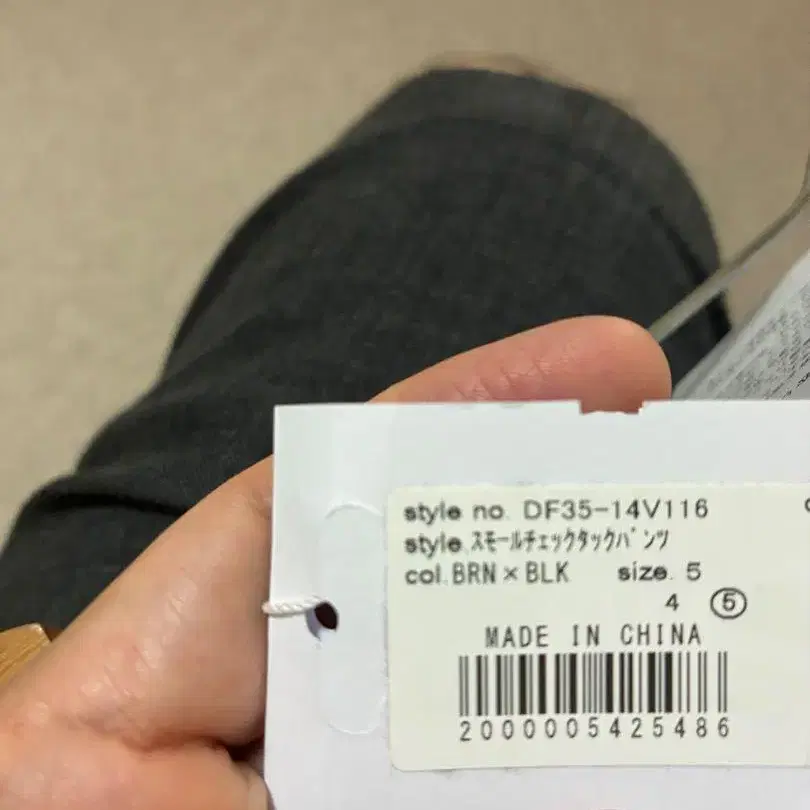 style no. DF35-14V116
style.ｽﾓｰﾙﾁｪｯｸﾀｯｸﾊﾟﾝﾂ
col.BRN×BLK size. 5
4 ⑤
MADE IN CHINA
2000005425486